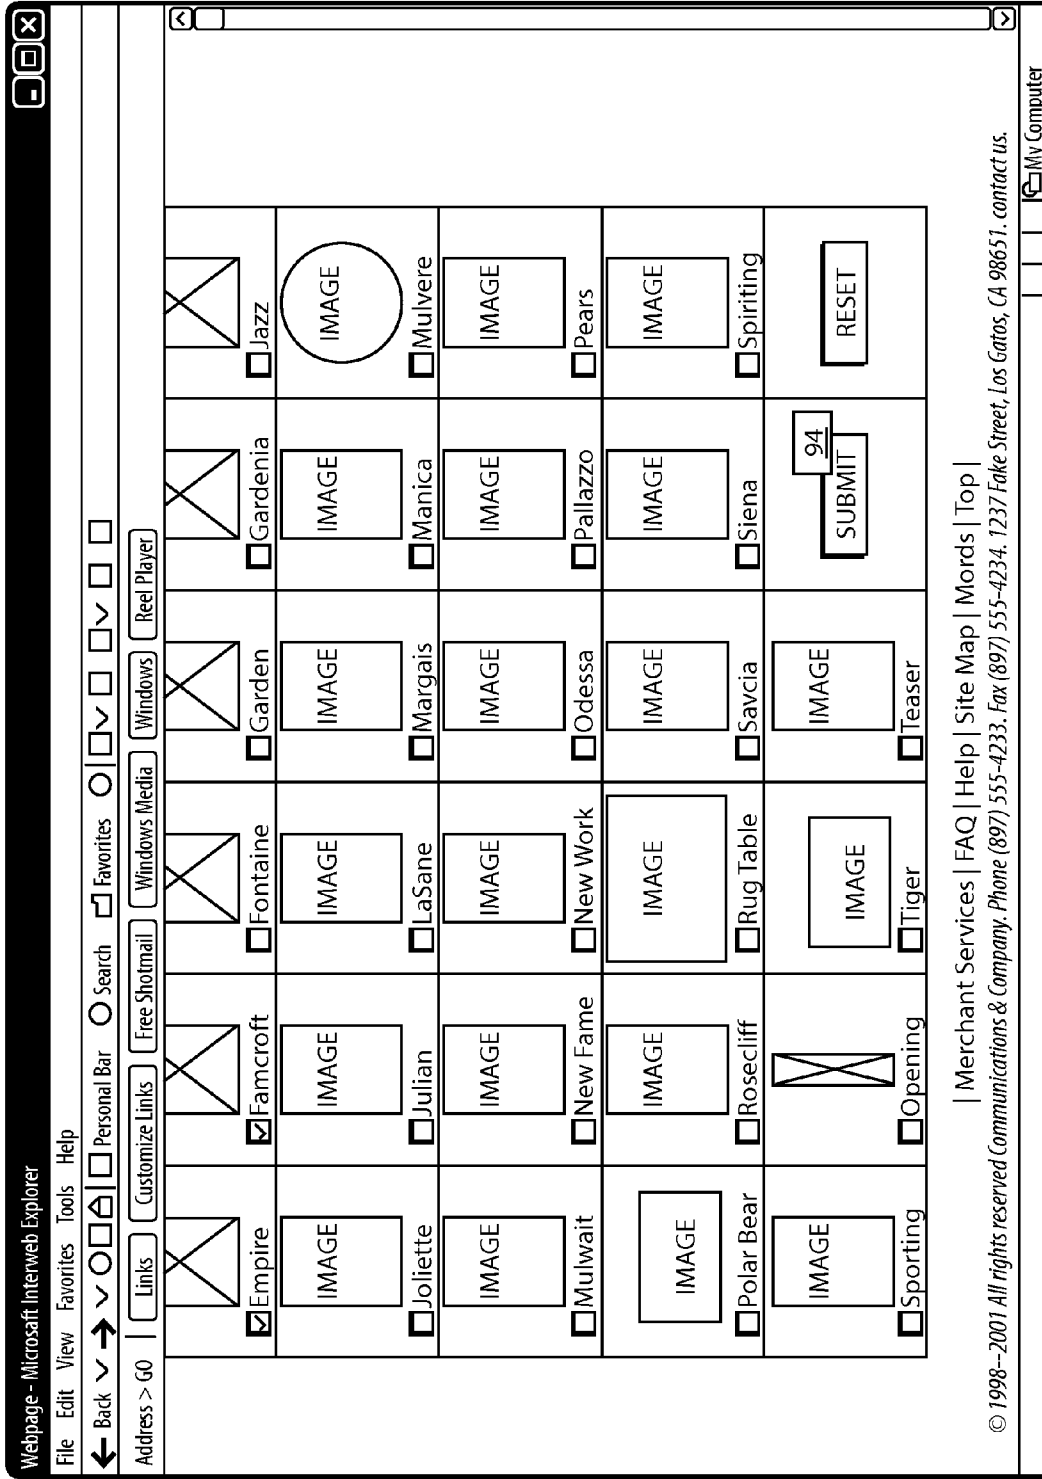 Webpage - Microsaft Interweb Explorer
File Edit View Favorites Tools Help
Back Personal Bar Search Favorites
Address > GO Links Customize Links Free Shotmail Windows Media Windows Reel Player
Empire Famcroft Fontaine Garden Gardenia Jazz
IMAGE IMAGE IMAGE IMAGE IMAGE IMAGE
Joliette Julian LaSane Margais Manica Mulvere
IMAGE IMAGE IMAGE IMAGE IMAGE IMAGE
Mulwait New Fame New Work Odessa Pallazzo Pears
IMAGE IMAGE IMAGE IMAGE IMAGE IMAGE
Polar Bear Rosecliff Rug Table Savcia Siena Spiriting
94
IMAGE IMAGE IMAGE SUBMIT RESET
Sporting Opening Tiger Teaser
| Merchant Services | FAQ | Help | Site Map | Mords | Top |
© 1998--2001 All rights reserved Communications & Company. Phone (897) 555-4233. Fax (897) 555-4234. 1237 Fake Street, Los Gatos, CA 98651. contact us.
My Computer